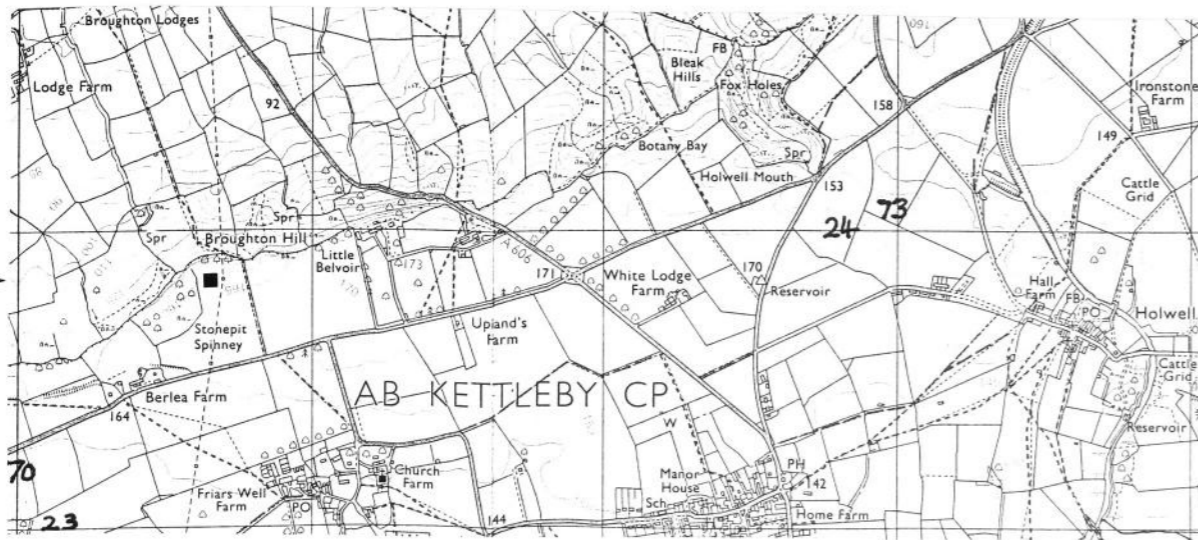 Broughton Lodges
Lodge Farm
92
FB
Bleak
Hills
Fox Holes
158
Ironstone
Farm
149
Botany Bay
Spr
Holwell Mouth
153
Cattle
Grid
24
73
Spr
Spr
Broughton Hill
Little
Belvoir
173
A 606
171
170
White Lodge
Farm
170
Reservoir
Hall
Farm
FB
PO
Holwell
Stonepit
Spinney
Upland's
Farm
Cattle
Grid
Berlea Farm
164
AB KETTLEBY CP
W
Reservoir
70
Church
Farm
Manor
House
PH
142
Friars Well
Farm
PO
Sch
Home Farm
23
144